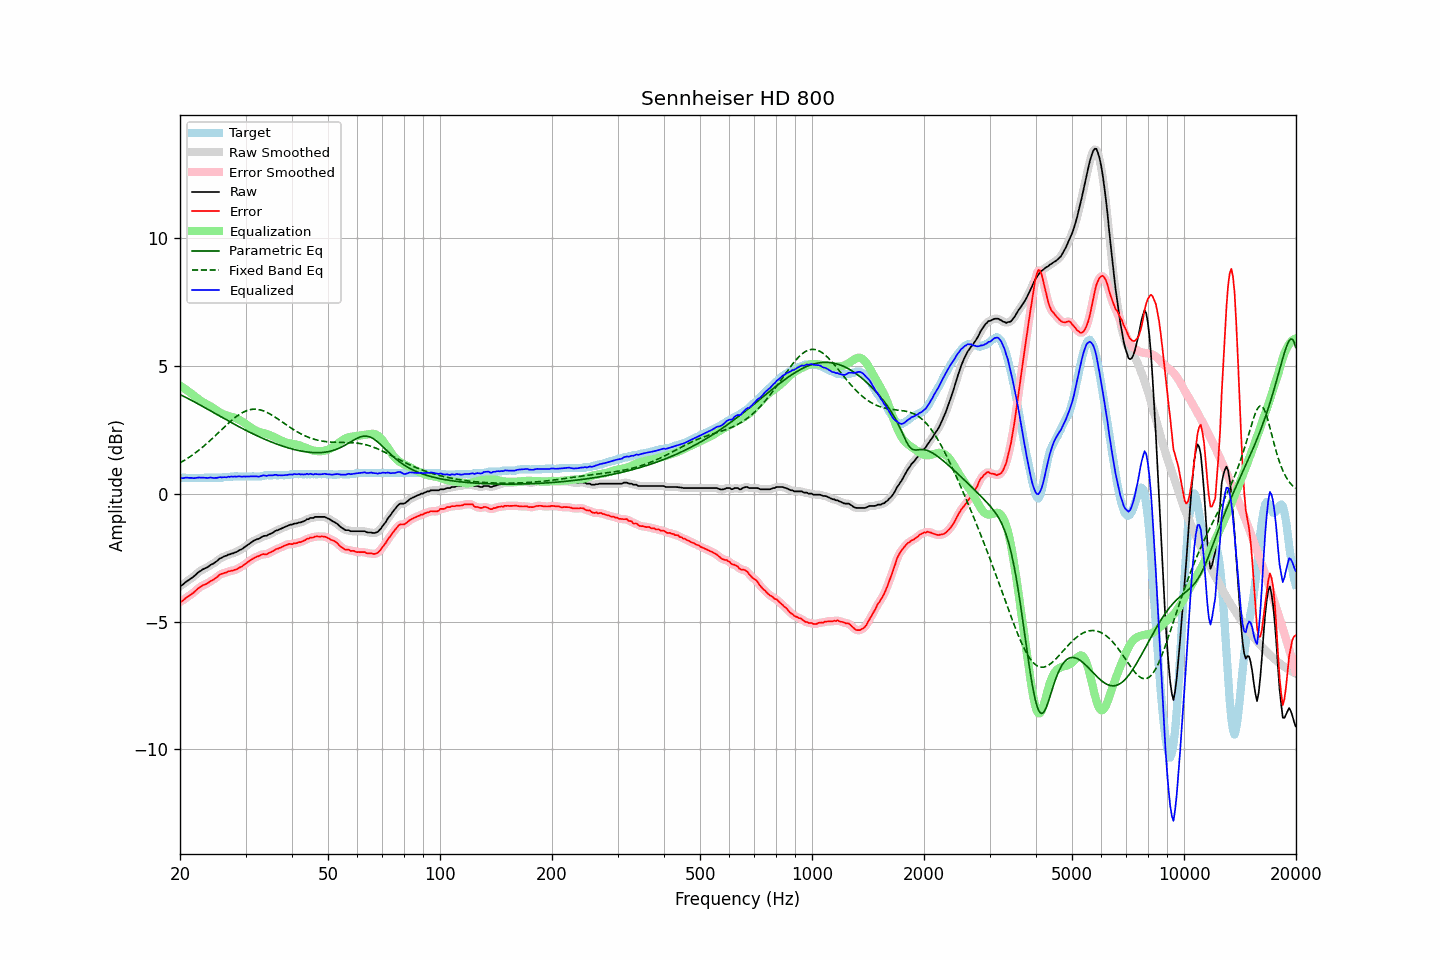 Sennheiser HD 800
Target
Raw Smoothed
Error Smoothed
Raw
Error
Equalization
Parametric Eq
Fixed Band Eq
Equalized
Amplitude (dBr)
10
5
0
−5
−10
20 50 100 200 500 1000 2000 5000 10000 20000
Frequency (Hz)